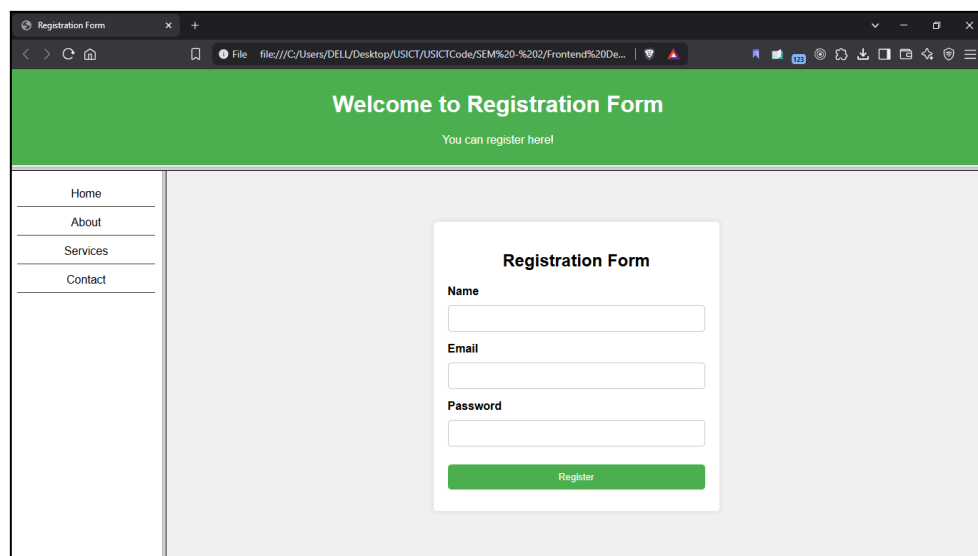 Registration Form
File file:///C:/Users/DELL/Desktop/USICT/USICTCode/SEM%20-%202/Frontend%20De...
123
Welcome to Registration Form
You can register here!
Home
About
Services
Contact
Registration Form
Name
Email
Password
Register